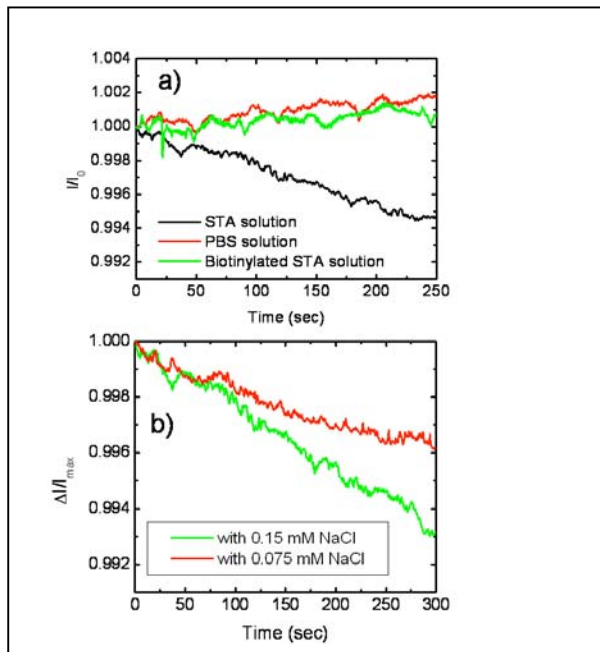 1.004
a)
1.002
1.000
0.998
0.996
0.994
0.992
I/I0
STA solution
PBS solution
Biotinylated STA solution
0 50 100 150 200 250
Time (sec)
1.000
0.998
0.996
0.994
0.992
b)
ΔI/Imax
with 0.15 mM NaCl
with 0.075 mM NaCl
0 50 100 150 200 250 300
Time (sec)